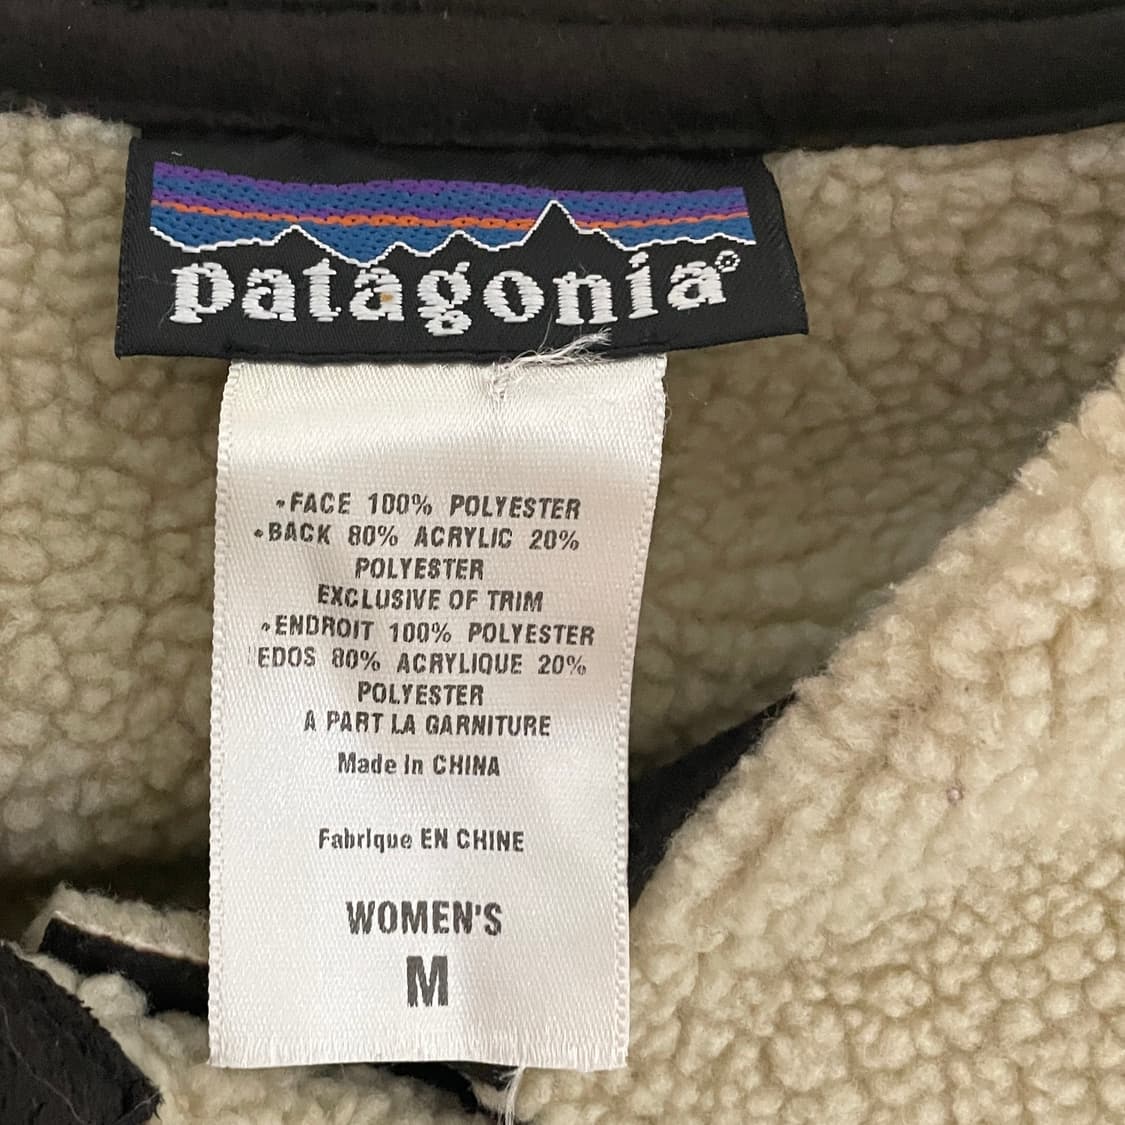 patagonia®
•FACE 100% POLYESTER
•BACK 80% ACRYLIC 20%
POLYESTER
EXCLUSIVE OF TRIM
•ENDROIT 100% POLYESTER
EDOS 80% ACRYLIQUE 20%
POLYESTER
A PART LA GARNITURE
Made in CHINA
Fabrique EN CHINE
WOMEN'S
M